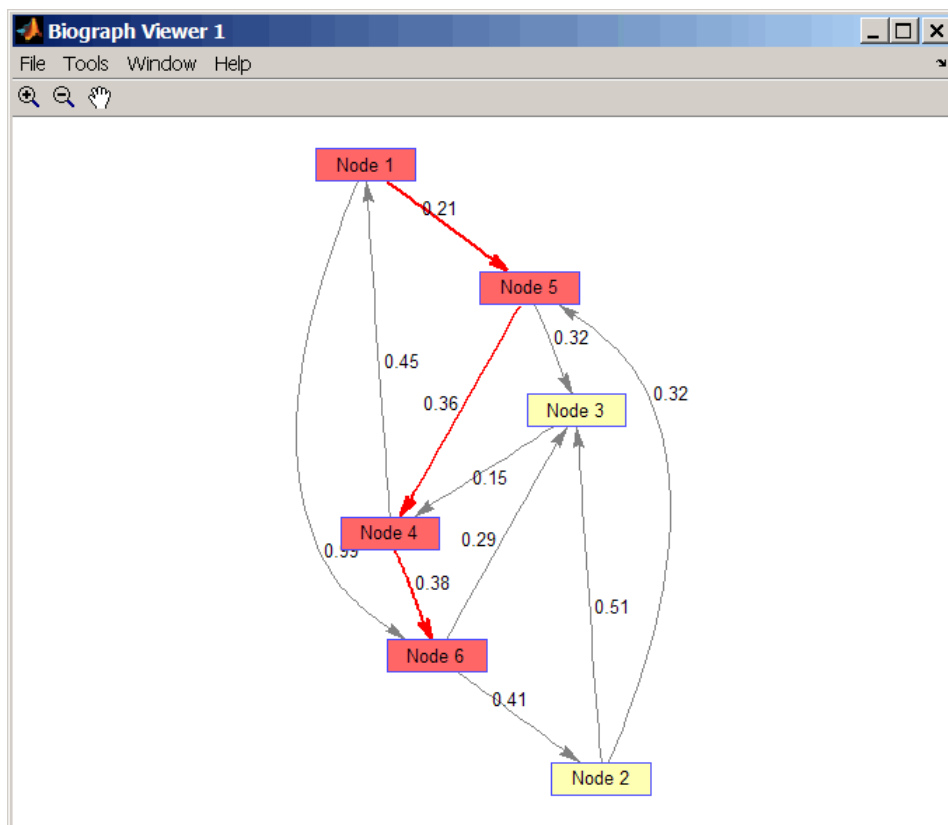 Biograph Viewer 1
File Tools Window Help
Node 1
0.21
Node 5
0.32
0.45
0.32
0.36
Node 3
0.15
Node 4
0.29
0.99
0.38
0.51
Node 6
0.41
Node 2